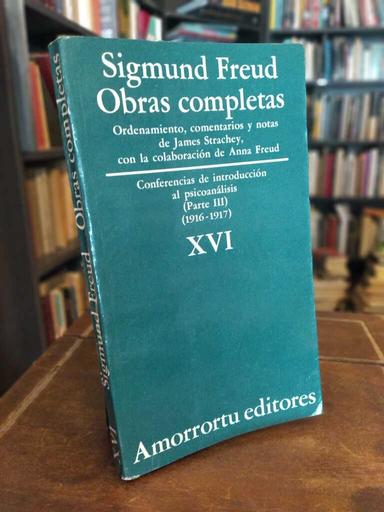 Sigmund Freud
Obras completas
Ordenamiento, comentarios y notas
de James Strachey,
con la colaboración de Anna Freud
Conferencias de introducción
al psicoanálisis
(Parte III)
(1916-1917)
XVI
Amorrortu editores
Sigmund Freud Obras completas
XVI